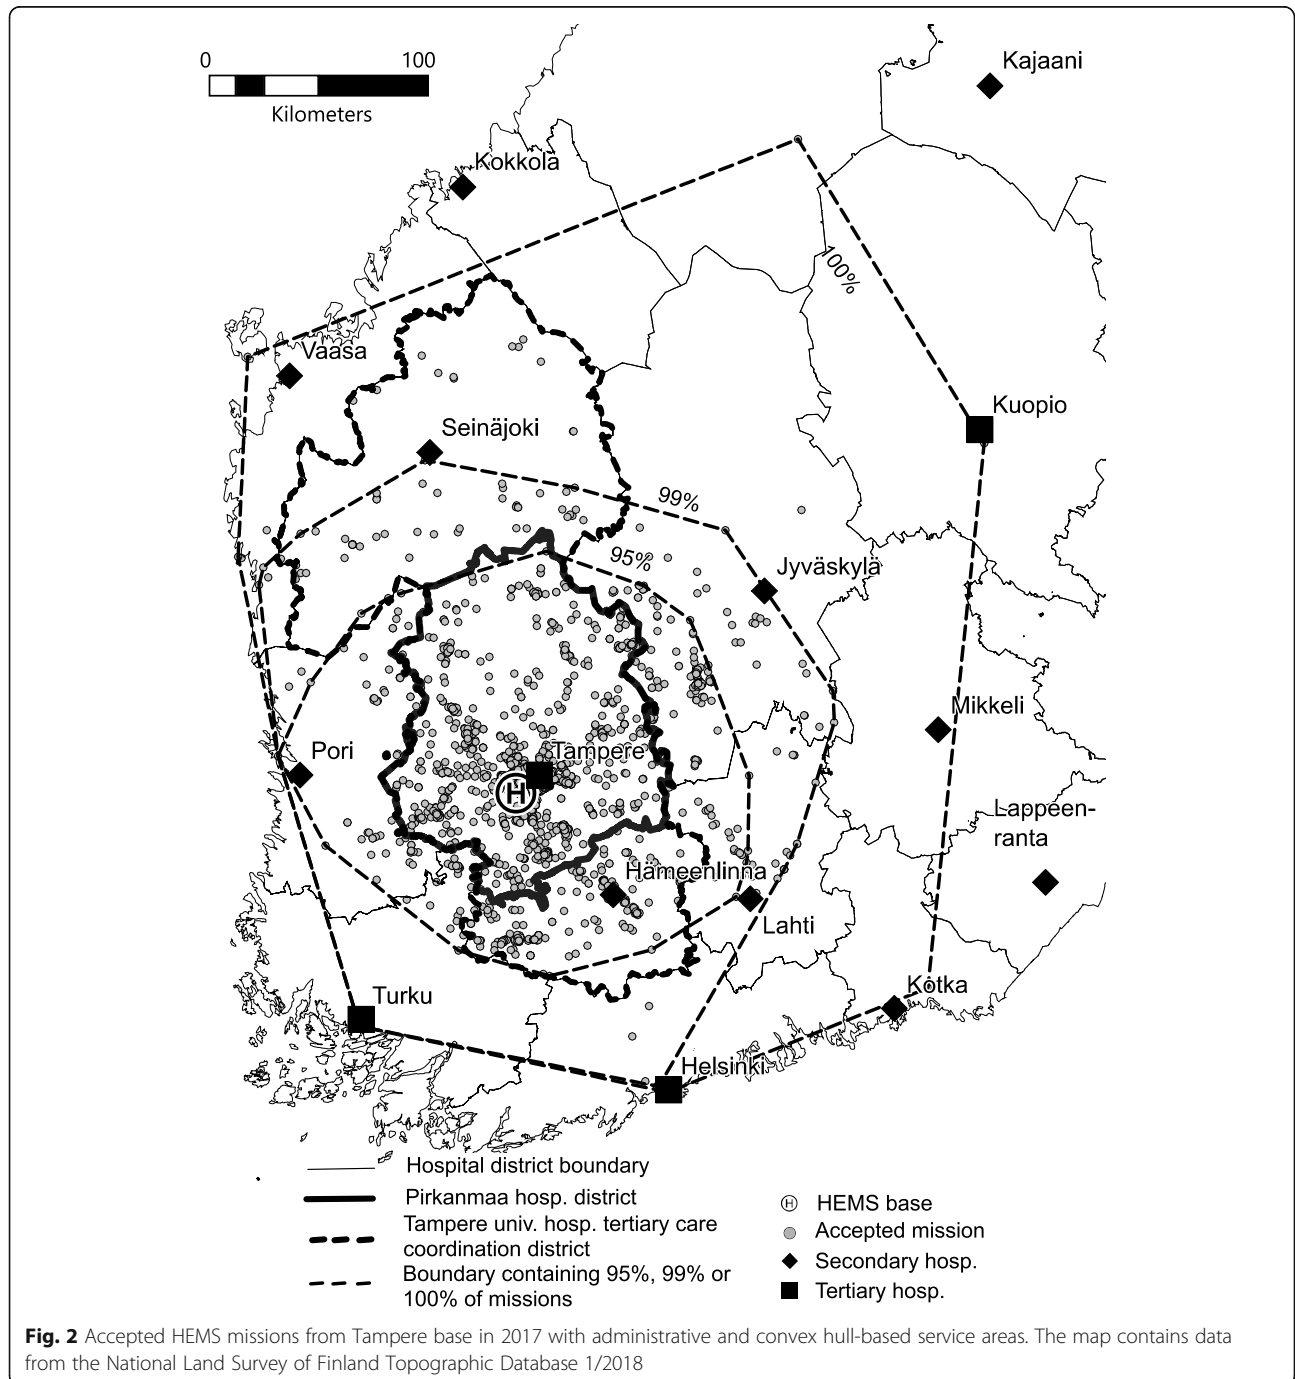 0 100
Kilometers
Kajaani
Kokkola
100%
Vaasa
Kuopio
Seinäjoki
99%
95%
Jyväskylä
Mikkeli
Pori
Tampere
H
Lappeen-
ranta
Hämeenlinna
Lahti
Kotka
Turku
Helsinki
Hospital district boundary
Pirkanmaa hosp. district
Tampere univ. hosp. tertiary care
coordination district
Boundary containing 95%, 99% or
100% of missions
H HEMS base
Accepted mission
Secondary hosp.
Tertiary hosp.
Fig. 2 Accepted HEMS missions from Tampere base in 2017 with administrative and convex hull-based service areas. The map contains data
from the National Land Survey of Finland Topographic Database 1/2018